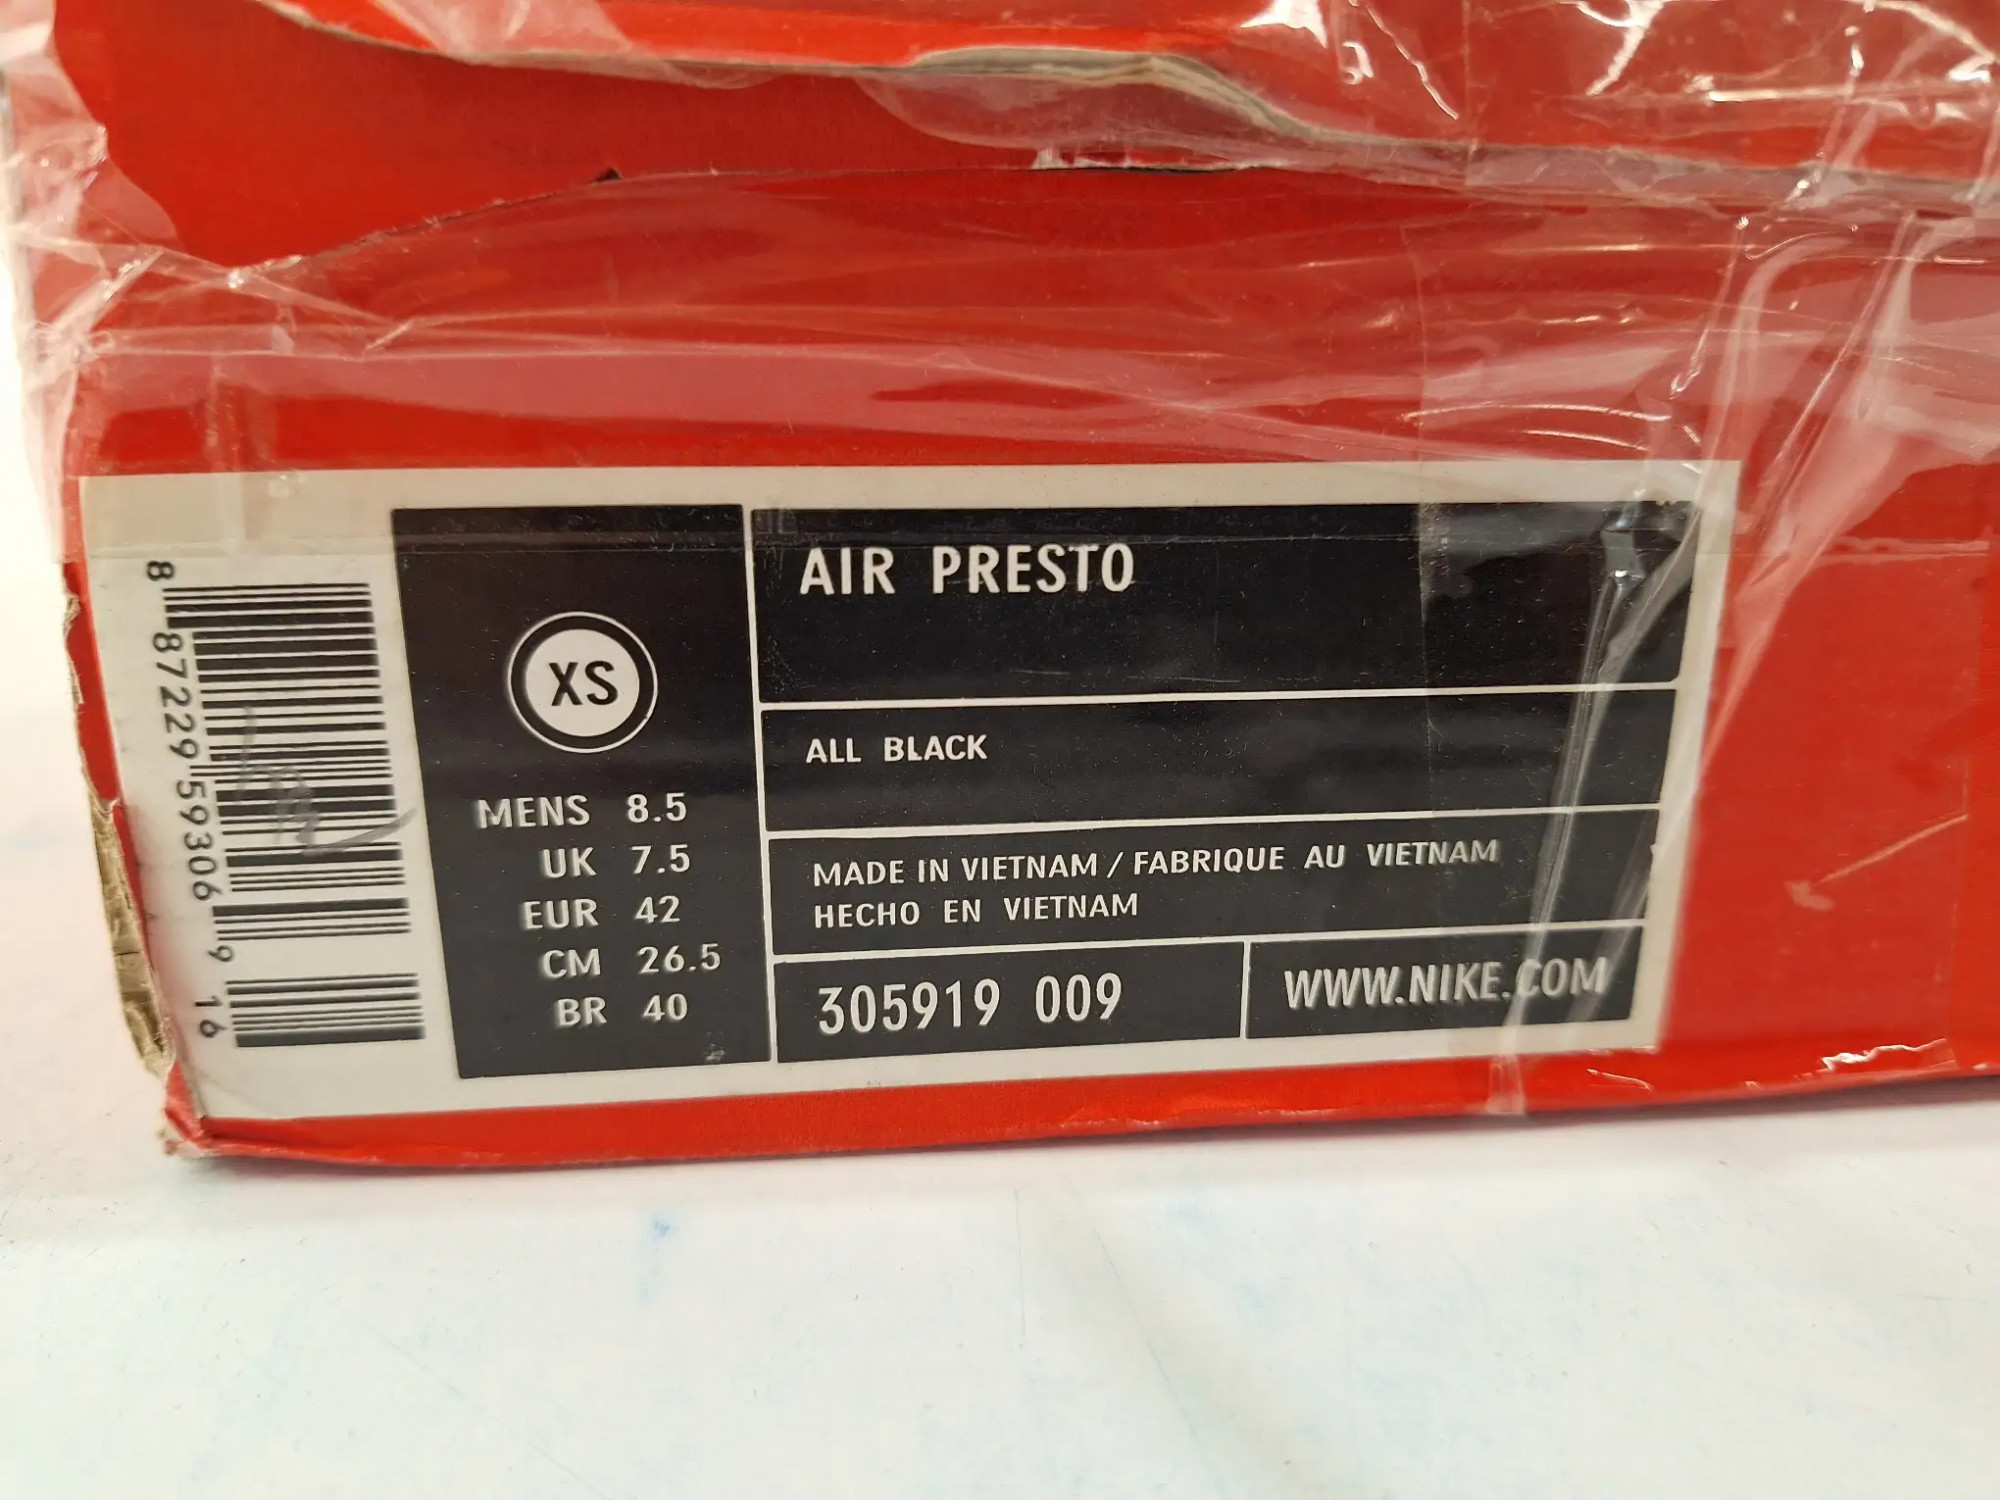 8 87229 59306 9 16
XS
MENS 8.5
UK 7.5
EUR 42
CM 26.5
BR 40
AIR PRESTO
ALL BLACK
MADE IN VIETNAM / FABRIQUE AU VIETNAM
HECHO EN VIETNAM
305919 009
WWW.NIKE.COM